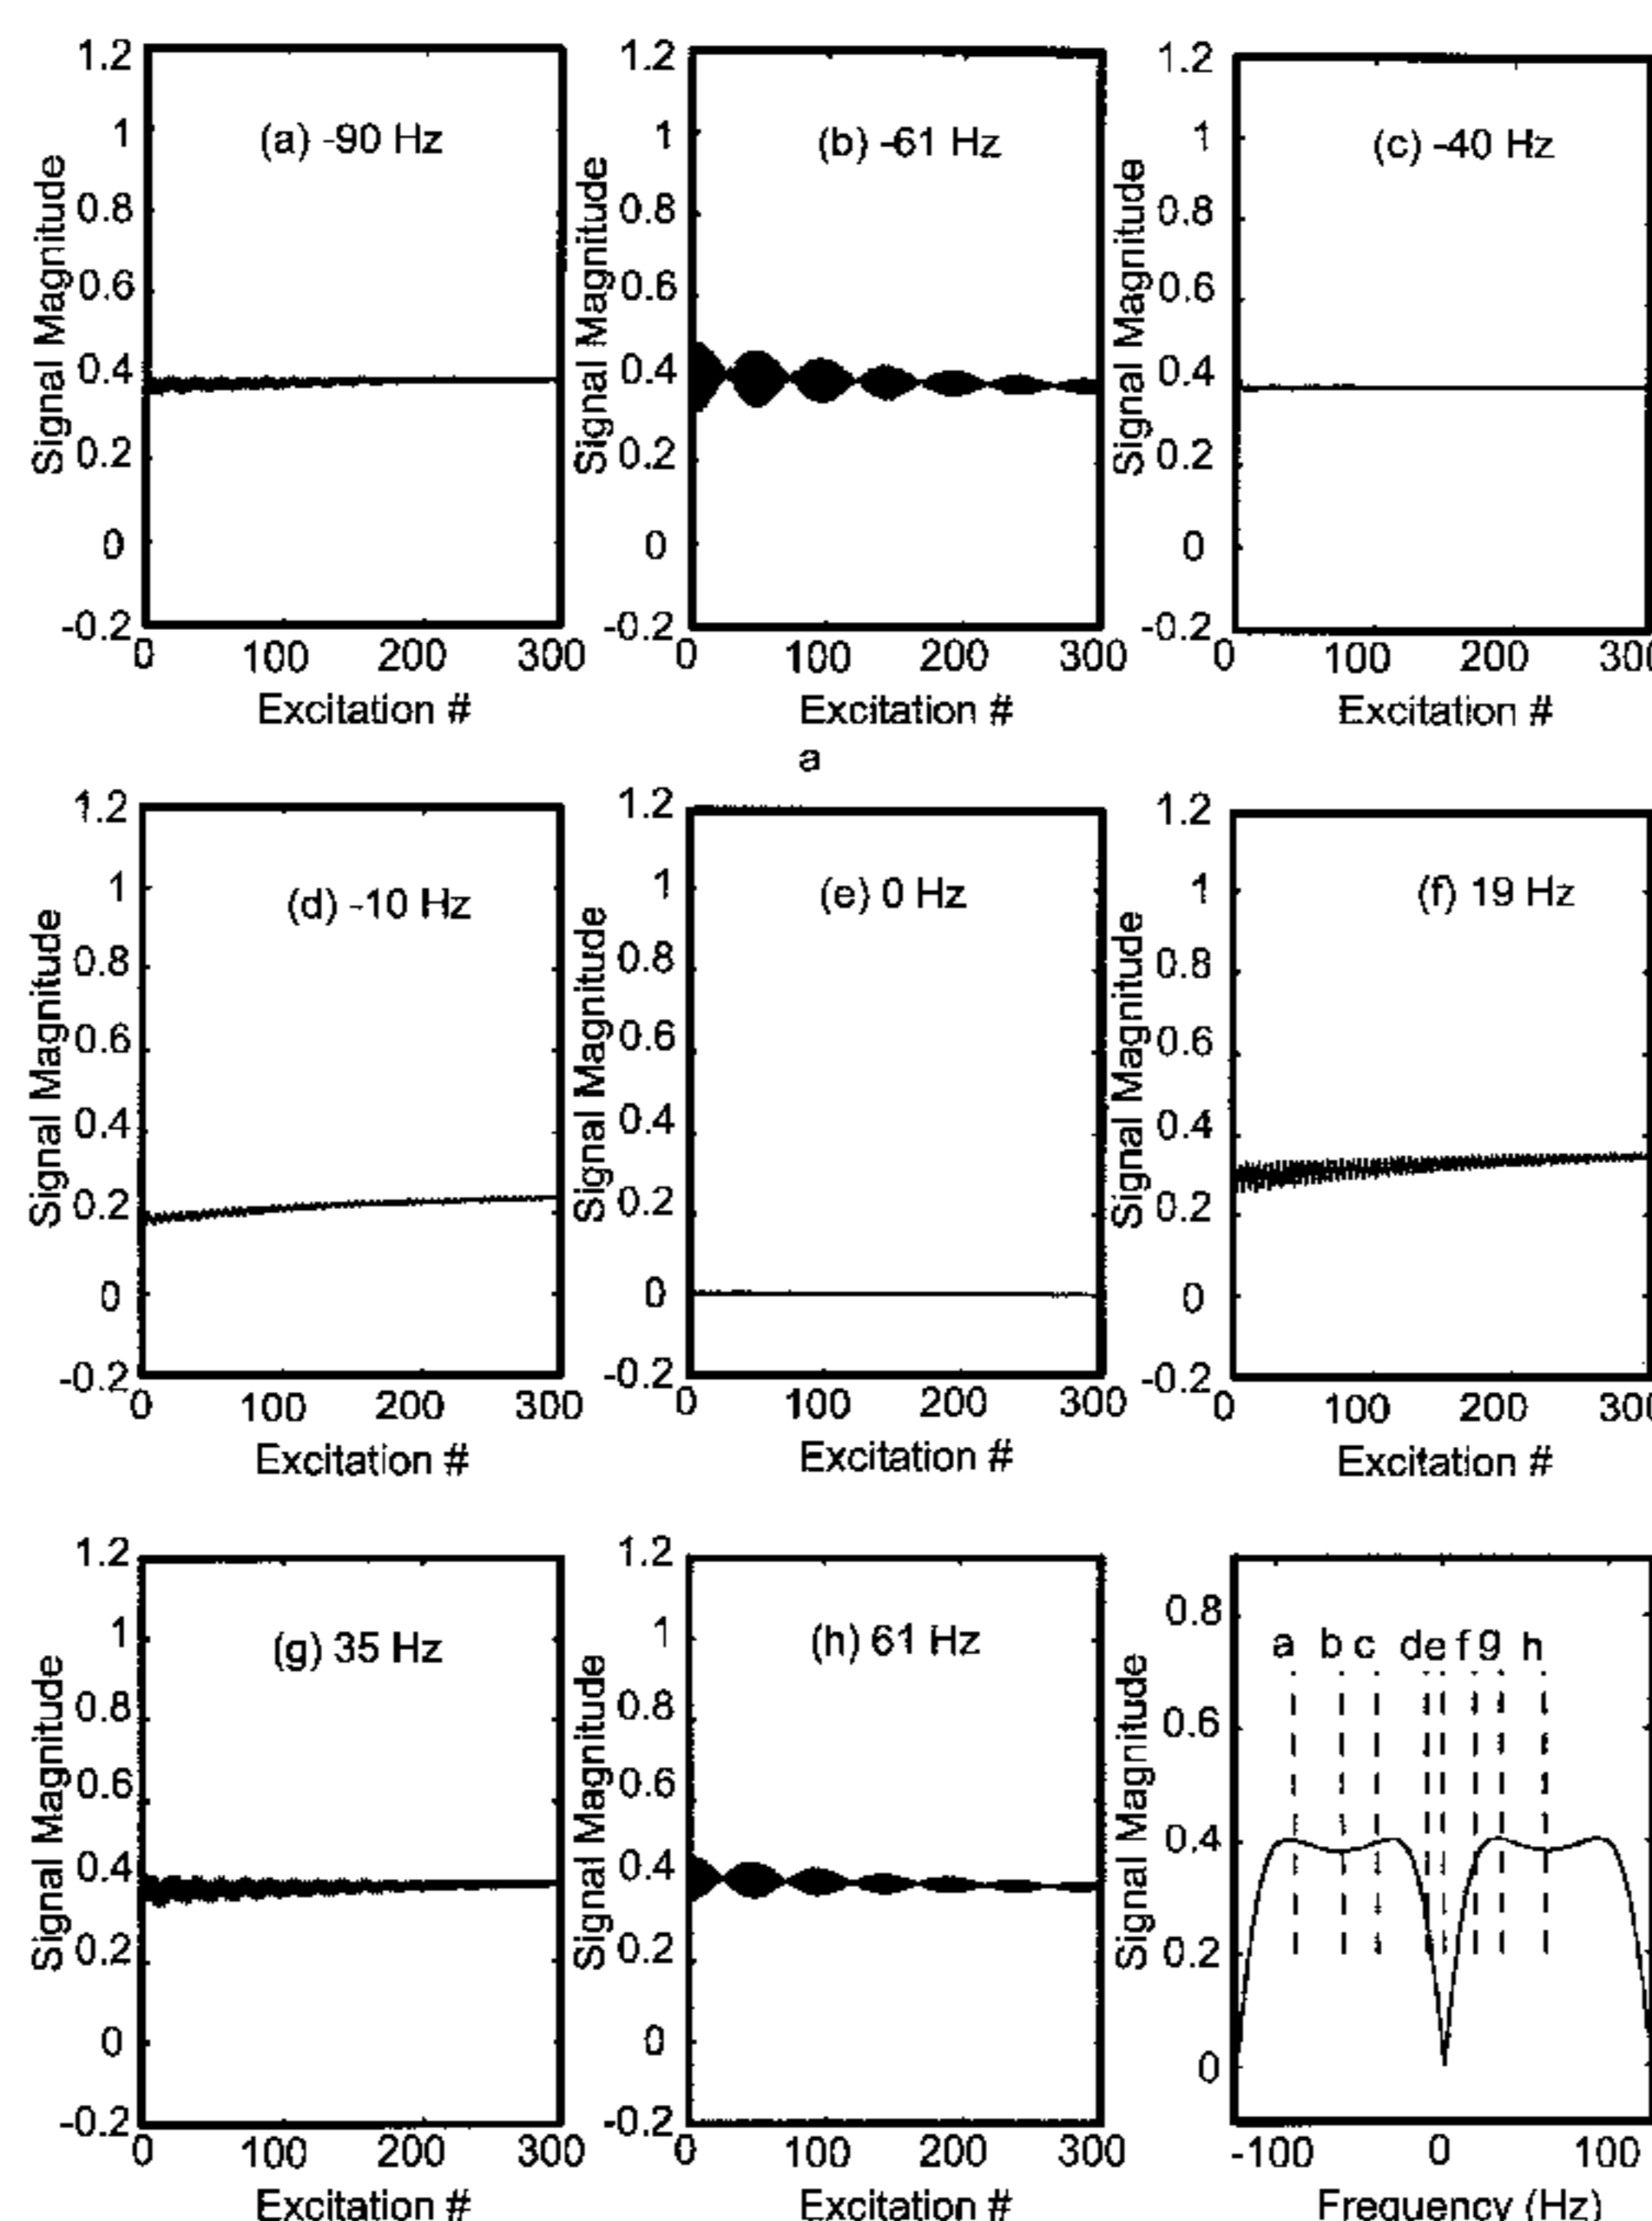 1.2
1
0.8
0.6
0.4
0.2
0
-0.2
0 100 200 300
Signal Magnitude
Excitation #
(a) -90 Hz
1.2
1
0.8
0.6
0.4
0.2
0
-0.2
0 100 200 300
Signal Magnitude
Excitation #
(b) -61 Hz
1.2
1
0.8
0.6
0.4
0.2
0
-0.2
0 100 200 300
Signal Magnitude
Excitation #
(c) -40 Hz
a
1.2
1
0.8
0.6
0.4
0.2
0
-0.2
0 100 200 300
Signal Magnitude
Excitation #
(d) -10 Hz
1.2
1
0.8
0.6
0.4
0.2
0
-0.2
0 100 200 300
Signal Magnitude
Excitation #
(e) 0 Hz
1.2
1
0.8
0.6
0.4
0.2
0
-0.2
0 100 200 300
Signal Magnitude
Excitation #
(f) 19 Hz
1.2
1
0.8
0.6
0.4
0.2
0
-0.2
0 100 200 300
Signal Magnitude
Excitation #
(g) 35 Hz
1.2
1
0.8
0.6
0.4
0.2
0
-0.2
0 100 200 300
Signal Magnitude
Excitation #
(h) 61 Hz
0.8
0.6
0.4
0.2
0
-100 0 100
Signal Magnitude
Frequency (Hz)
a b c d e f g h